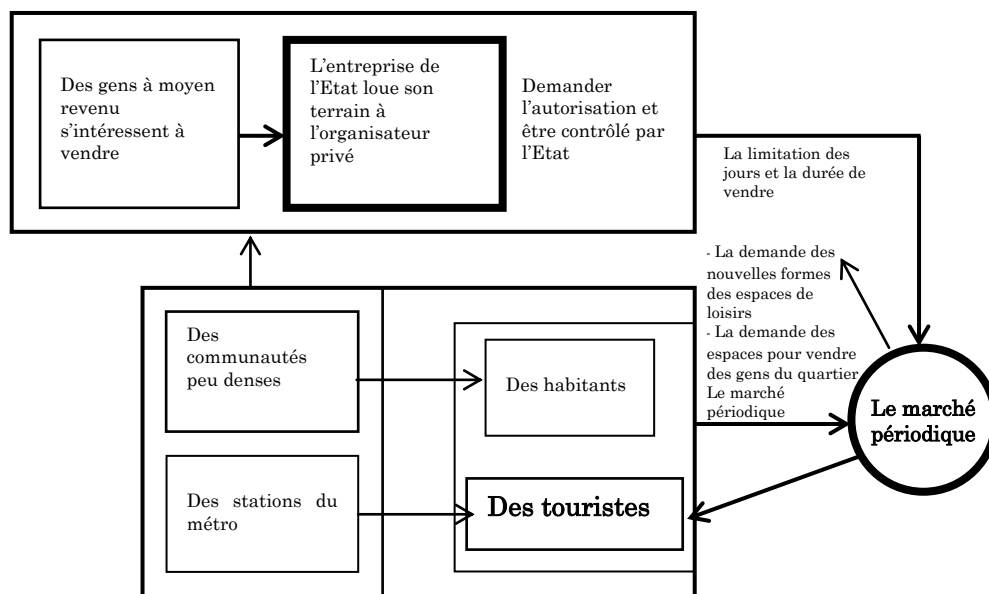 Des gens à moyen
revenu
s'intéressent à
vendre
L'entreprise de
l'Etat loue son
terrain à
l'organisateur
privé
Demander
l'autorisation et
être contrôlé par
l'Etat
La limitation des
jours et la durée de
vendre
- La demande des
nouvelles formes
des espaces de
loisirs
- La demande des
espaces pour vendre
des gens du quartier
Le marché
périodique
Des
communautés
peu denses
Des habitants
Le marché
périodique
Des stations du
métro
Des touristes